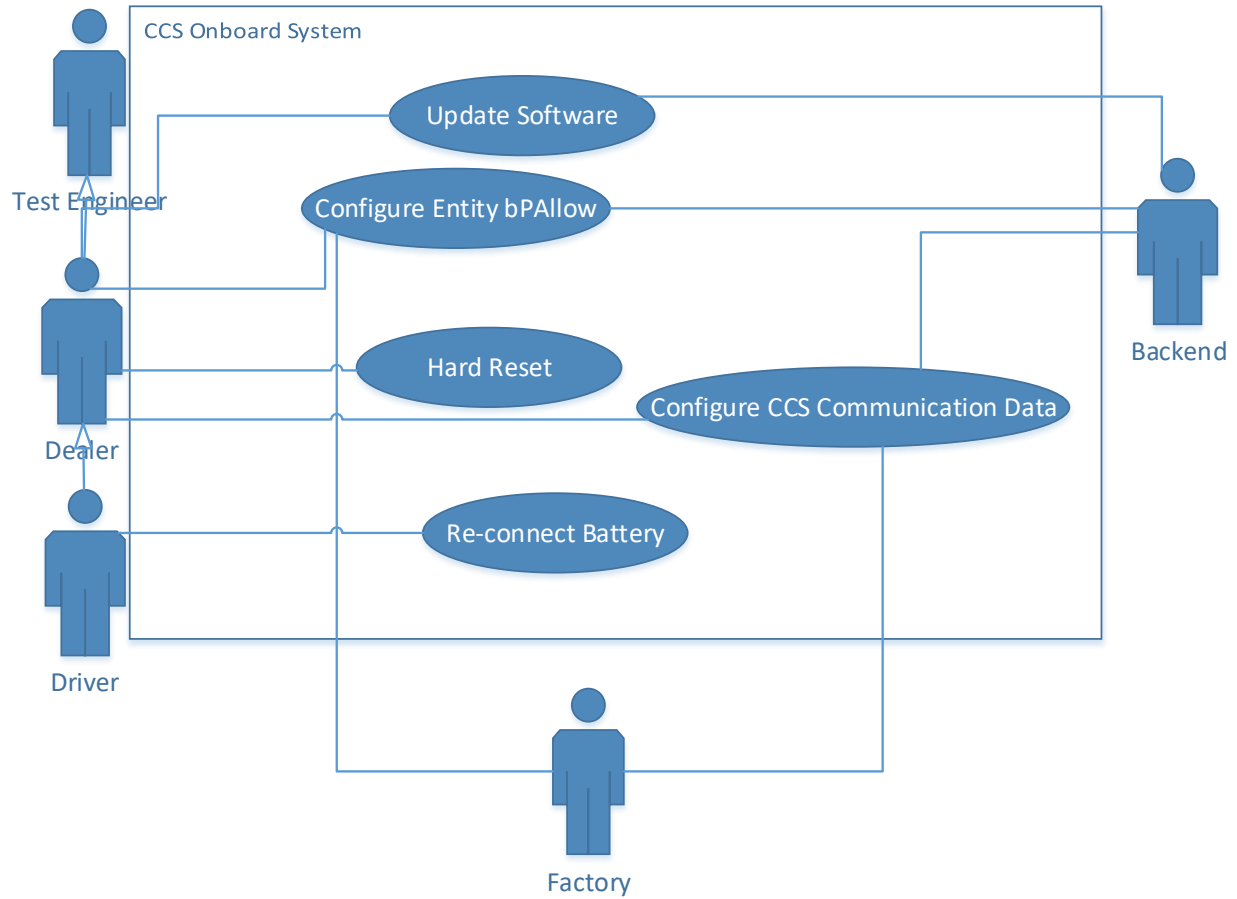 CCS Onboard System
Update Software
Test Engineer
Configure Entity bPAllow
Backend
Hard Reset
Configure CCS Communication Data
Dealer
Re-connect Battery
Driver
Factory